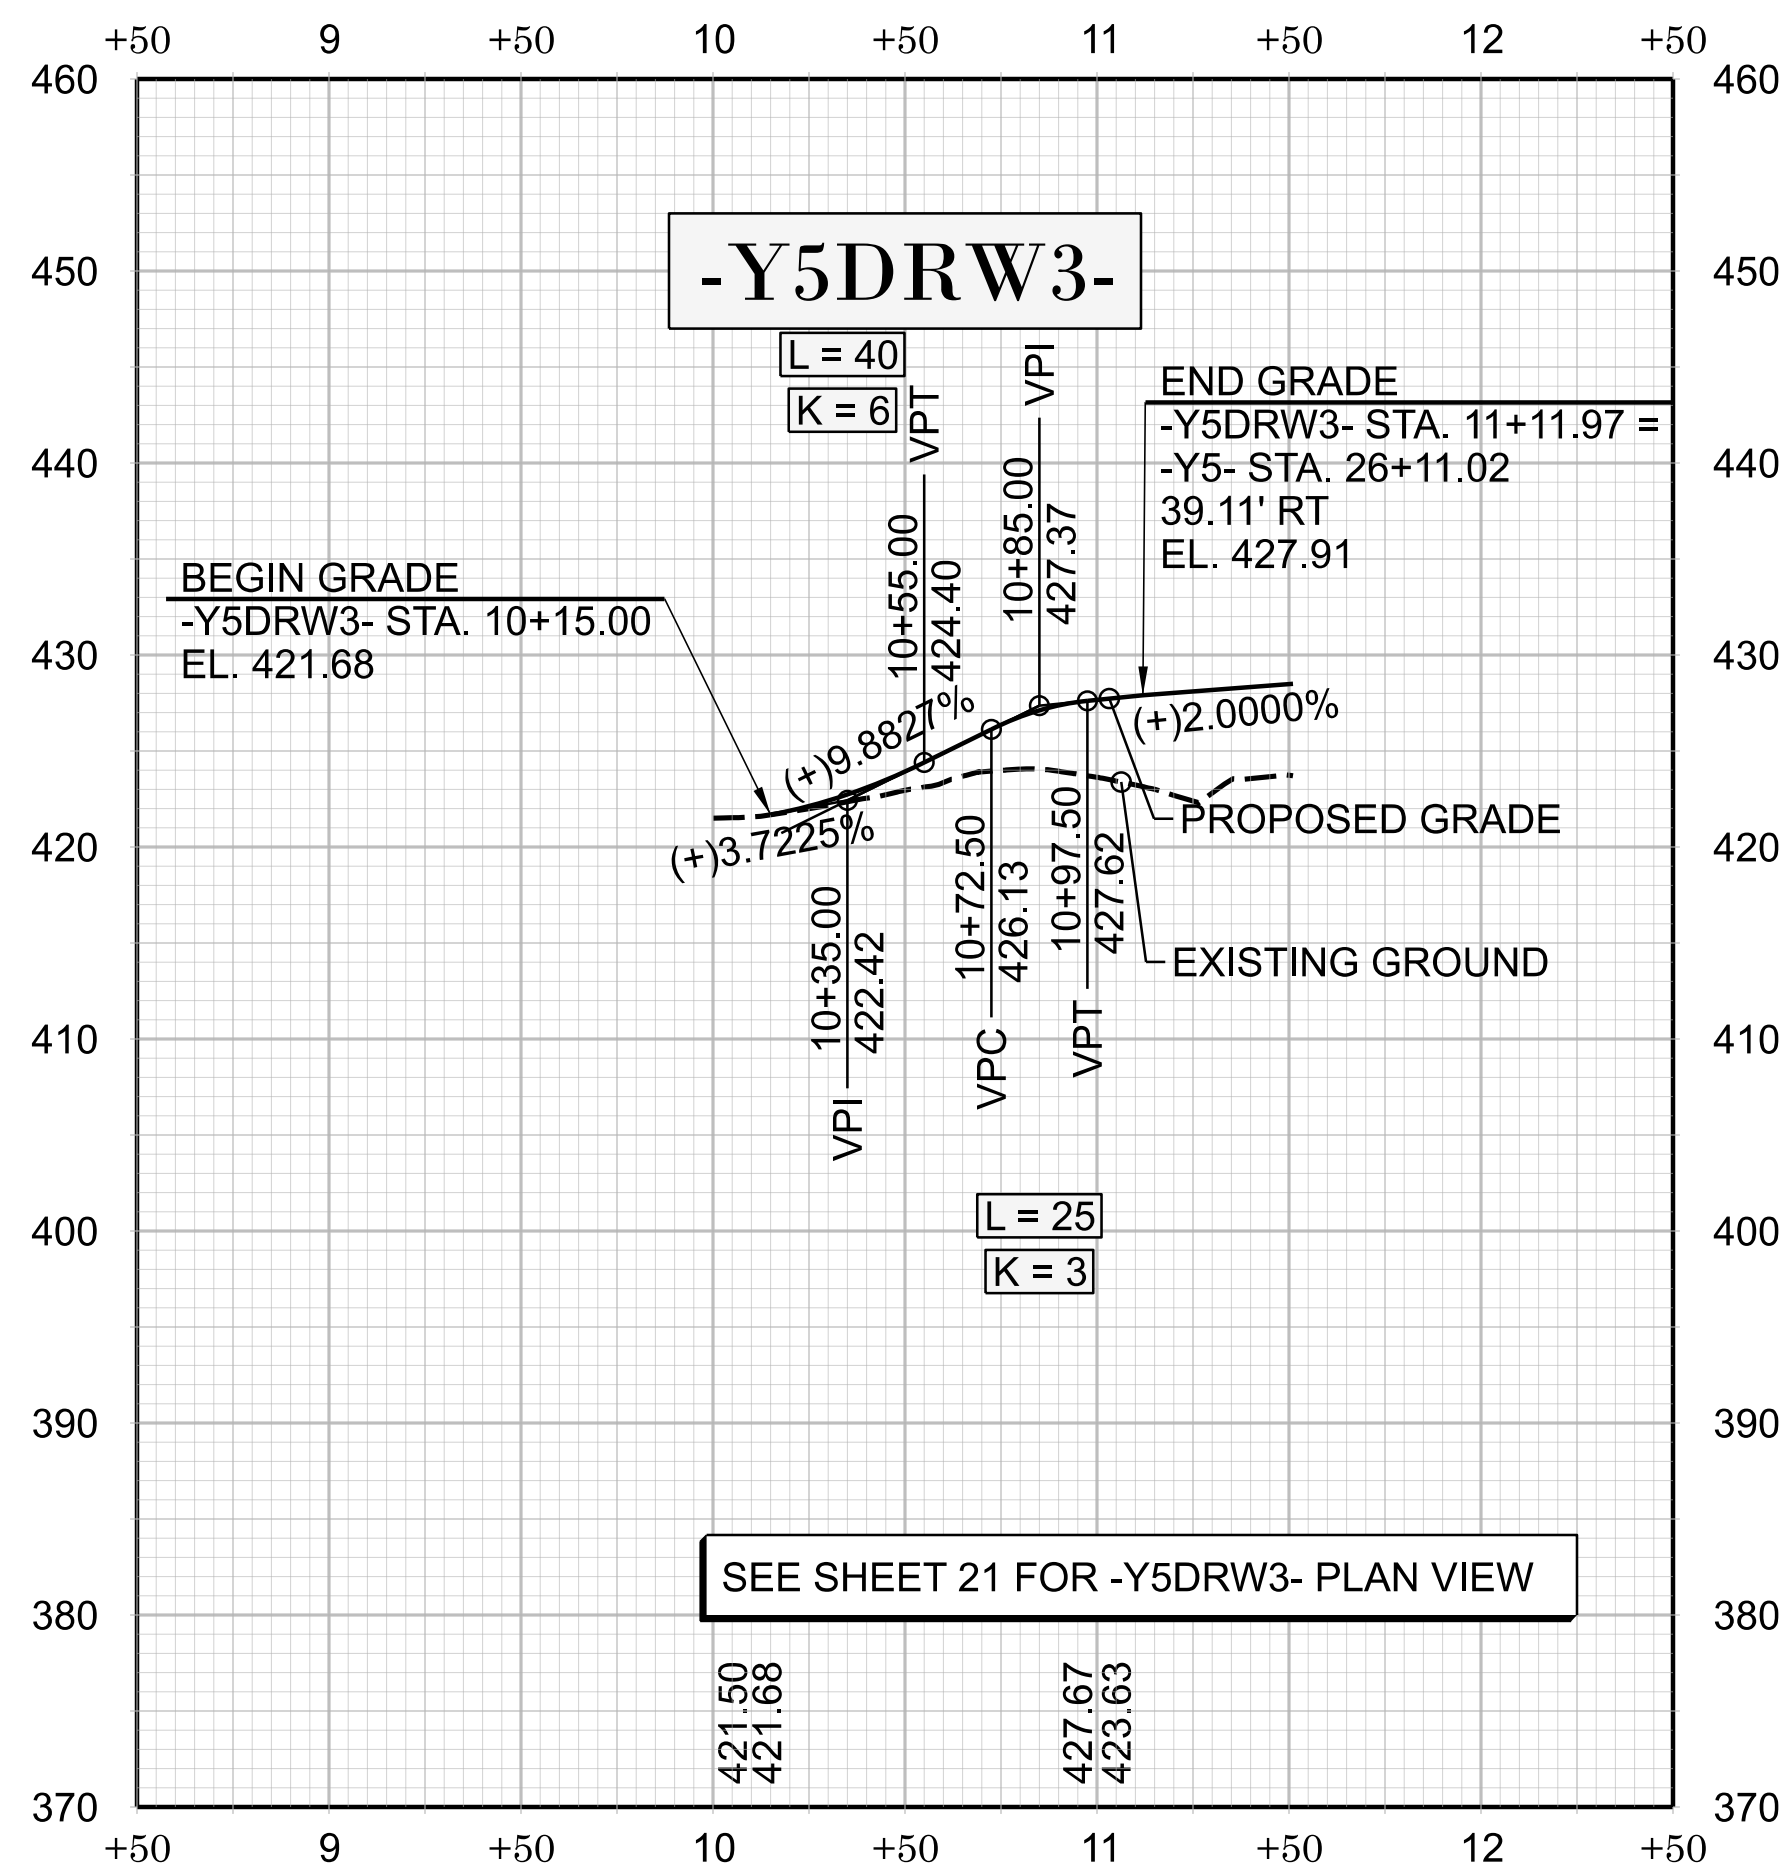 +50 9 +50 10 +50 11 +50 12 +50
460 460
450 450
440 440
430 430
420 420
410 410
400 400
390 390
380 380
370 370
-Y5DRW3-
L = 40
K = 6
VPT
10+55.00
424.40
VPI
10+85.00
427.37
END GRADE
-Y5DRW3- STA. 11+11.97 =
-Y5- STA. 26+11.02
39.11' RT
EL. 427.91
BEGIN GRADE
-Y5DRW3- STA. 10+15.00
EL. 421.68
(+)9.8827%
(+)3.7225%
(+)2.0000%
PROPOSED GRADE
EXISTING GROUND
10+35.00
422.42
VPI
10+72.50
426.13
VPC
10+97.50
427.62
VPT
L = 25
K = 3
SEE SHEET 21 FOR -Y5DRW3- PLAN VIEW
421.50
421.68
427.67
423.63
+50 9 +50 10 +50 11 +50 12 +50